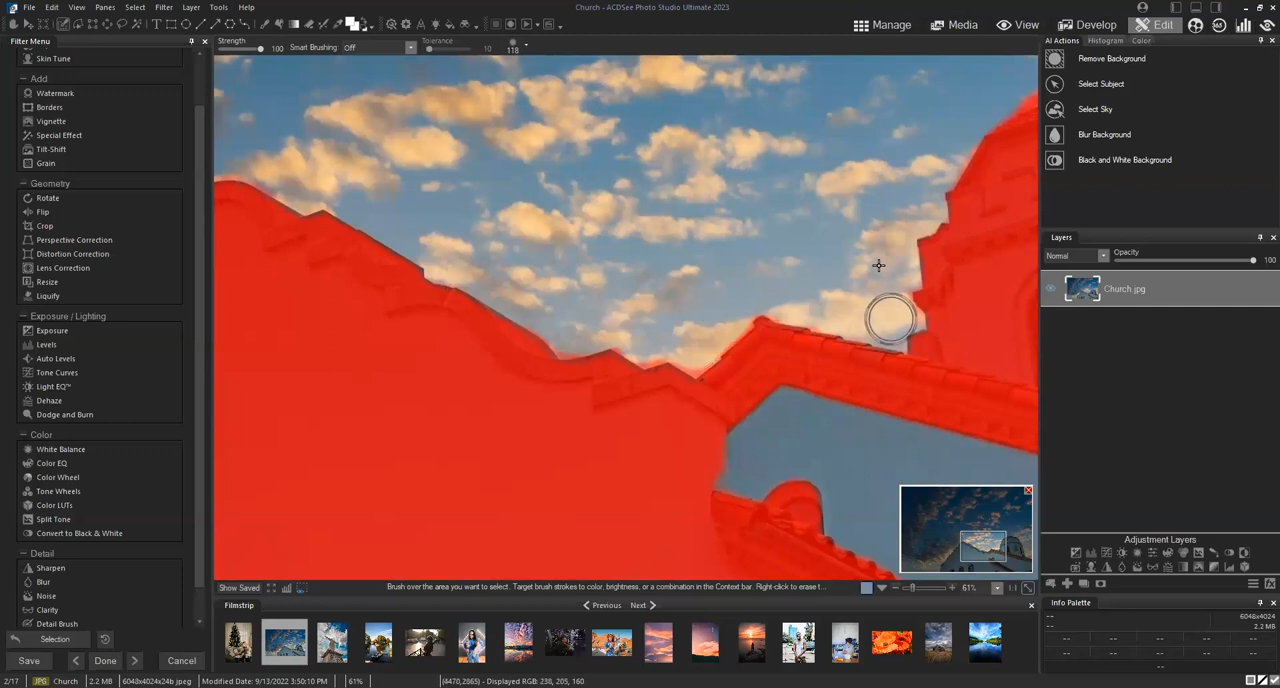 File Edit View Panes Select Filter Layer Tools Help
Church - ACDSee Photo Studio Ultimate 2023
Manage Media View Develop Edit 365
Filter Menu
Strength 100 Smart Brushing: Off Tolerance 10 118
Skin Tune
Add
Watermark
Borders
Vignette
Special Effect
Tilt-Shift
Grain
Geometry
Rotate
Flip
Crop
Perspective Correction
Distortion Correction
Lens Correction
Resize
Liquify
Exposure / Lighting
Exposure
Levels
Auto Levels
Tone Curves
Light EQ™
Dehaze
Dodge and Burn
Color
White Balance
Color EQ
Color Wheel
Tone Wheels
Color LUTs
Split Tone
Convert to Black & White
Detail
Sharpen
Blur
Noise
Clarity
Detail Brush
Selection
Save Done Cancel
AI Actions Histogram Color
Remove Background
Select Subject
Select Sky
Blur Background
Black and White Background
Layers
Normal Opacity 100
Church.jpg
Adjustment Layers
Info Palette
6048x4024
2.2 MB
Show Saved Brush over the area you want to select. Target brush strokes to color, brightness, or a combination in the Context bar. Right-click to erase t... 61% 1:1
Filmstrip Previous Next
2/17 JPG Church 2.2 MB 6048x4024x24b jpeg Modified Date: 9/13/2022 3:50:10 PM 61% (4470,2865) - Displayed RGB: 238, 205, 160